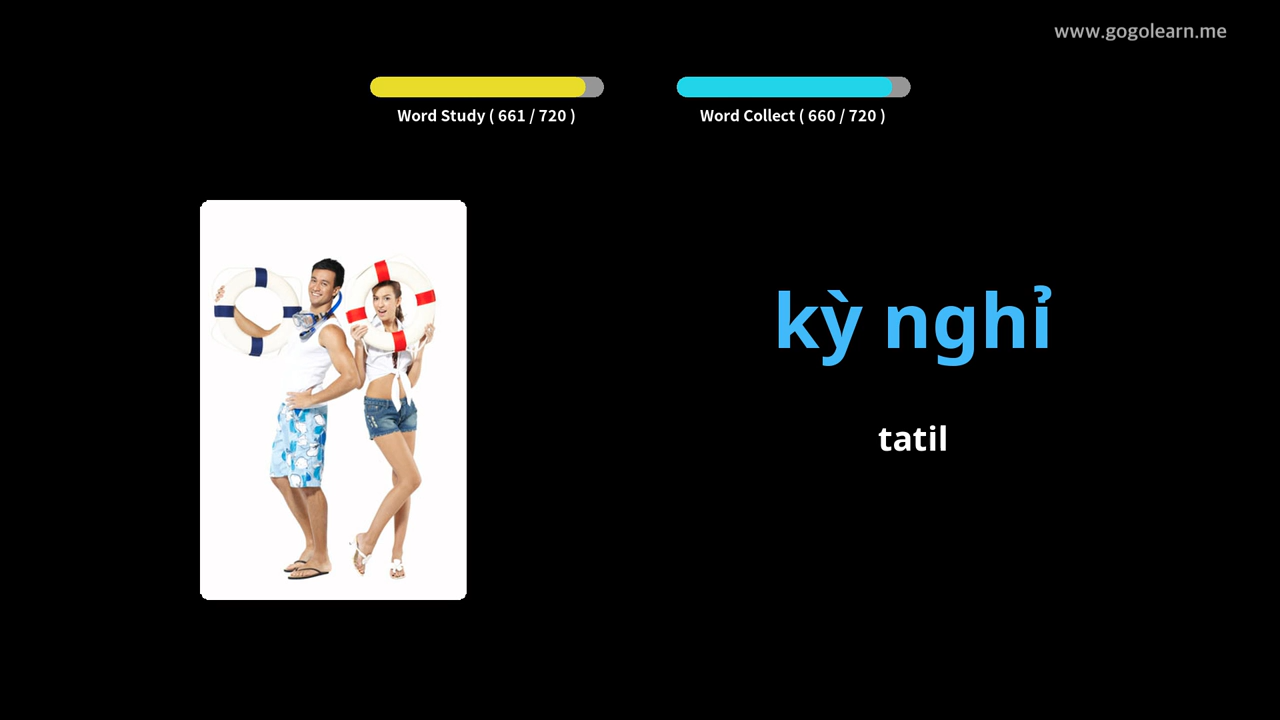 www.gogolearn.me
Word Study ( 661 / 720 )
Word Collect ( 660 / 720 )
kỳ nghỉ
tatil